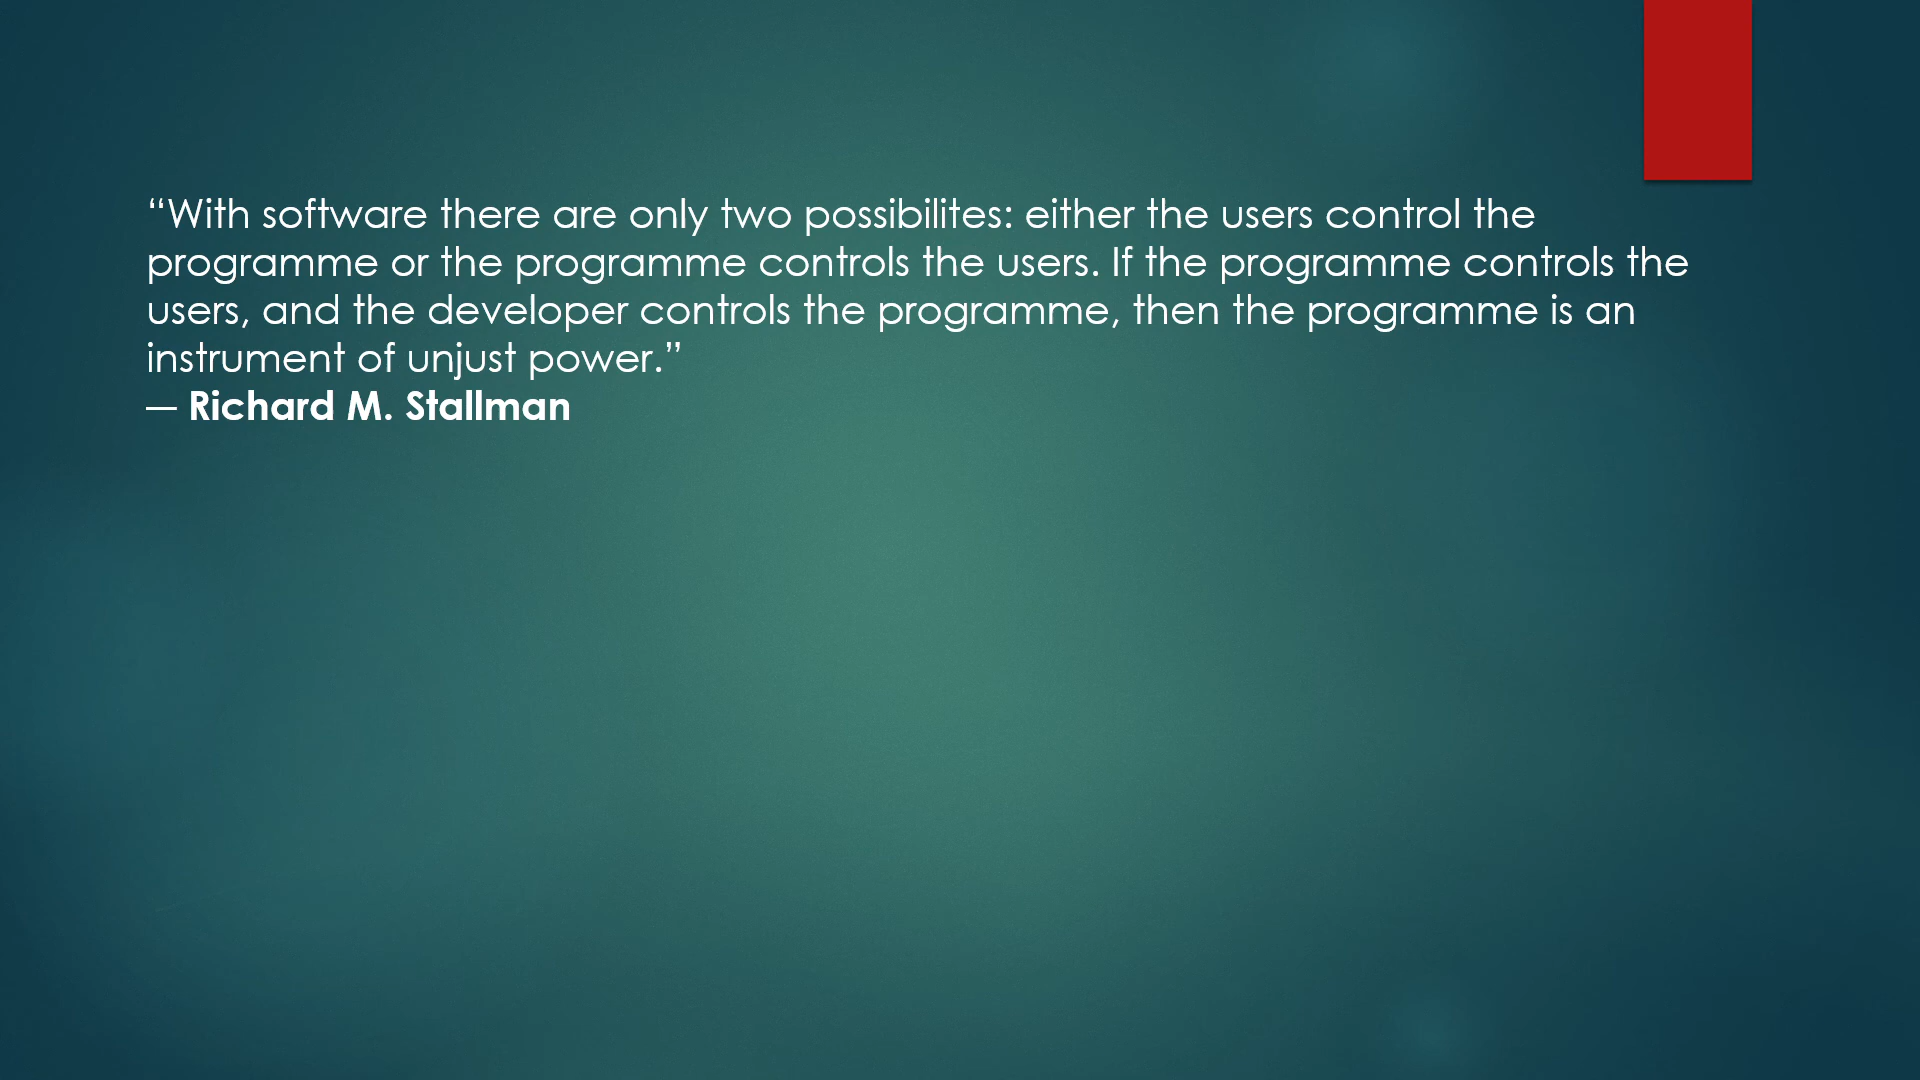 “With software there are only two possibilites: either the users control the
programme or the programme controls the users. If the programme controls the
users, and the developer controls the programme, then the programme is an
instrument of unjust power.”
― Richard M. Stallman